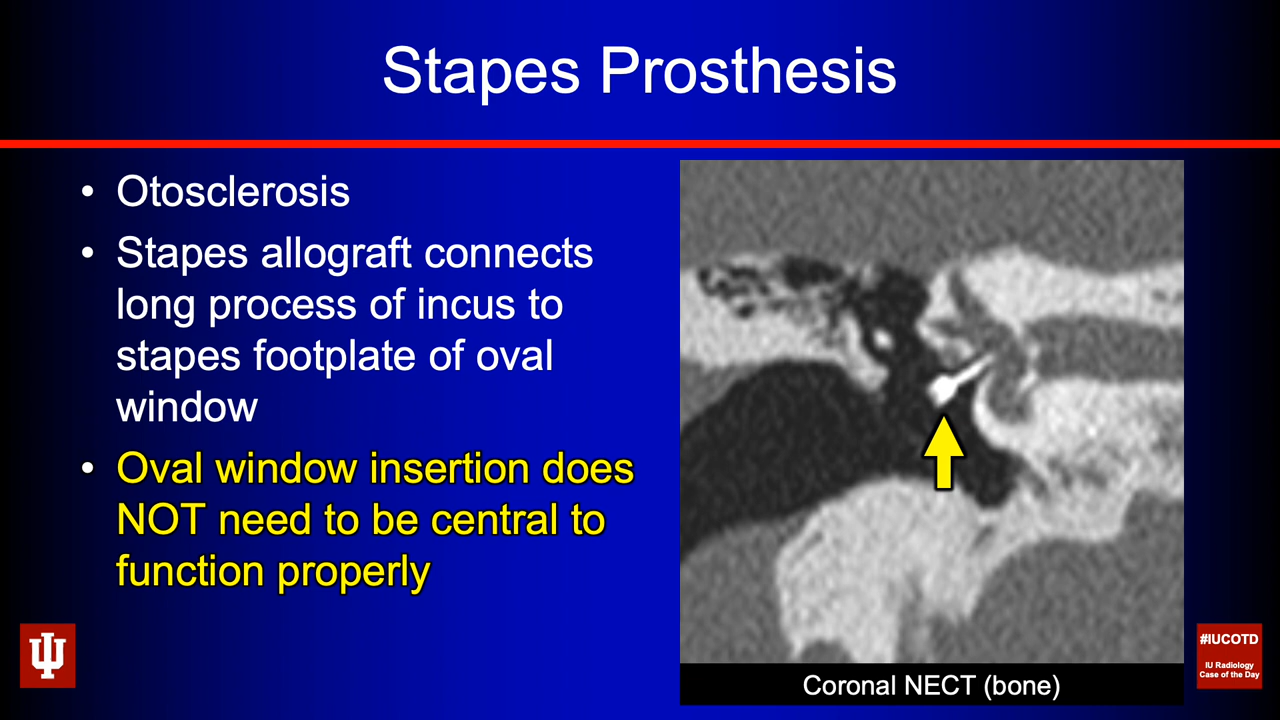 Stapes Prosthesis
• Otosclerosis
• Stapes allograft connects
long process of incus to
stapes footplate of oval
window
• Oval window insertion does
NOT need to be central to
function properly
Coronal NECT (bone)
#IUCOTD
IU Radiology
Case of the Day